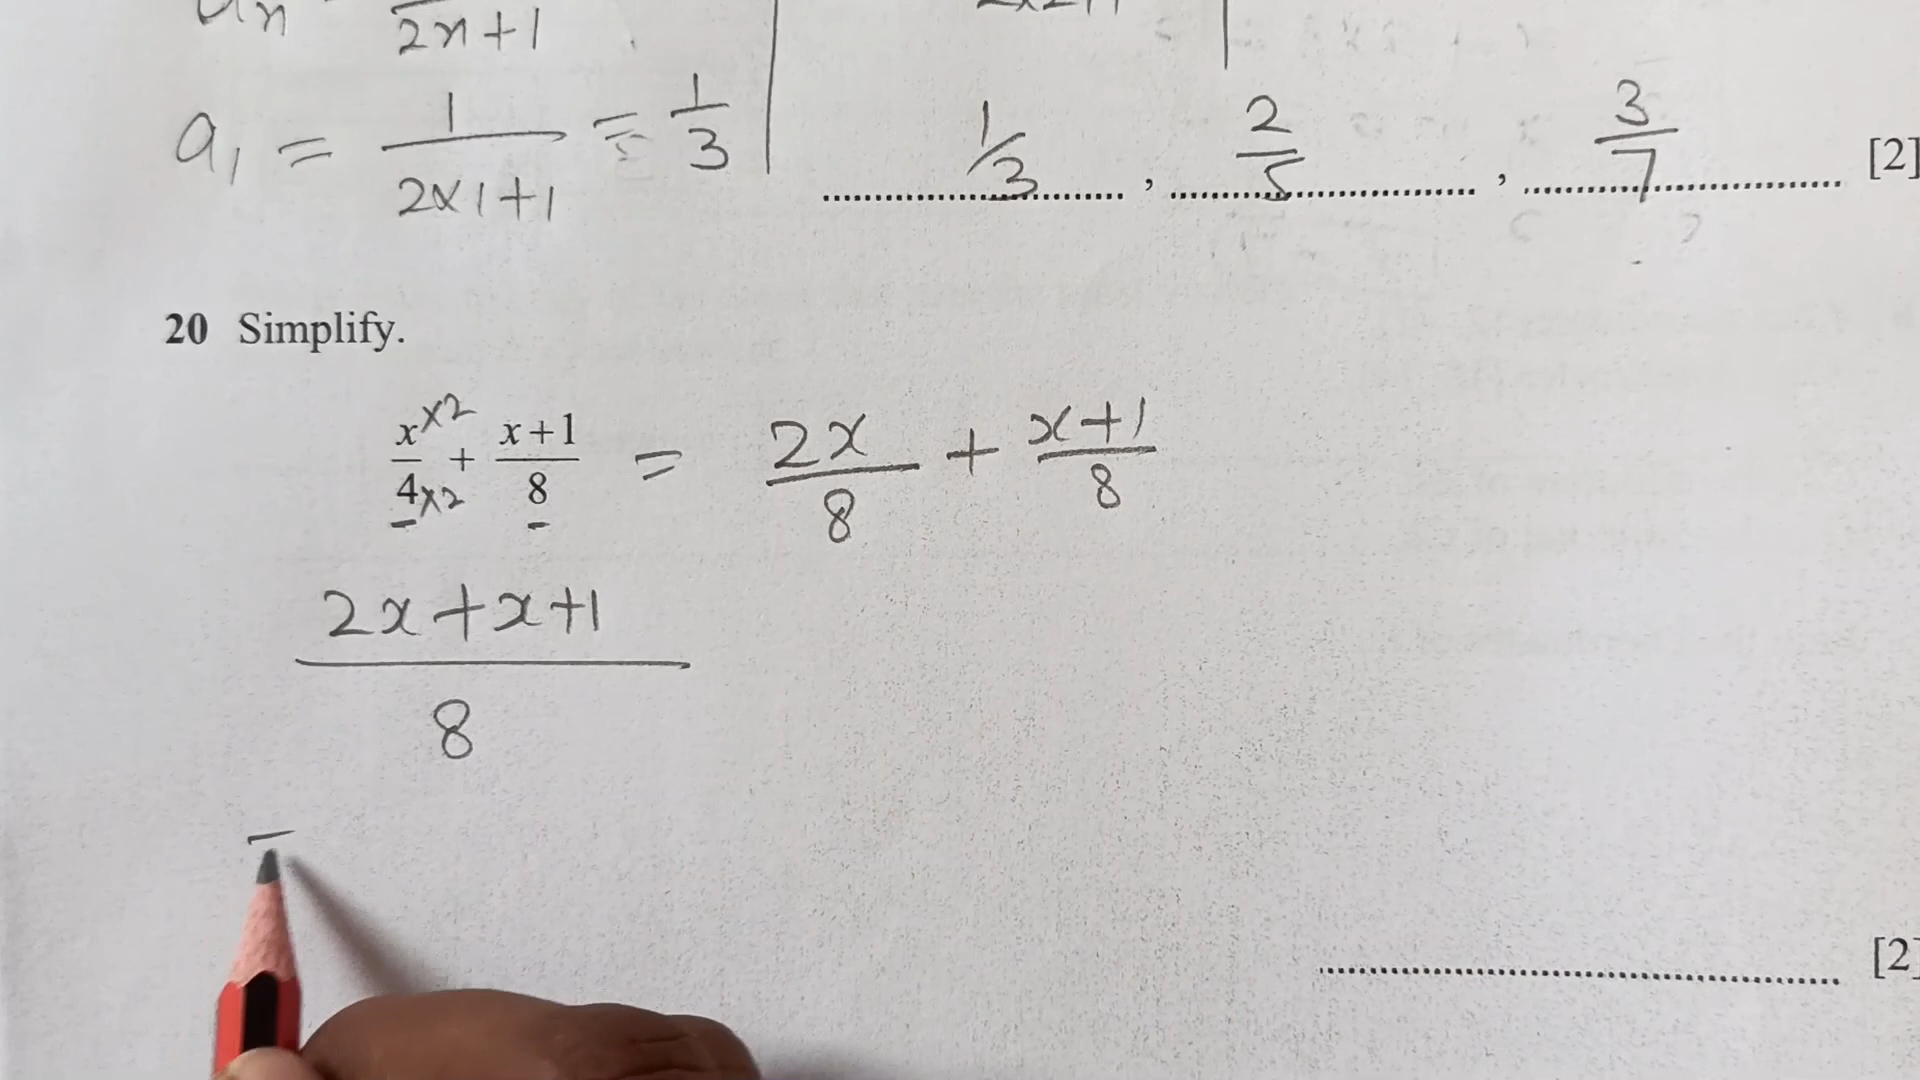 2n+1
a₁ = 1/(2×1+1) = 1/3
1/3 , 2/5 , 3/7 [2]
20 Simplify.
x×2/4×2 + x+1/8 = 2x/8 + x+1/8
2x+x+1
8
[2]